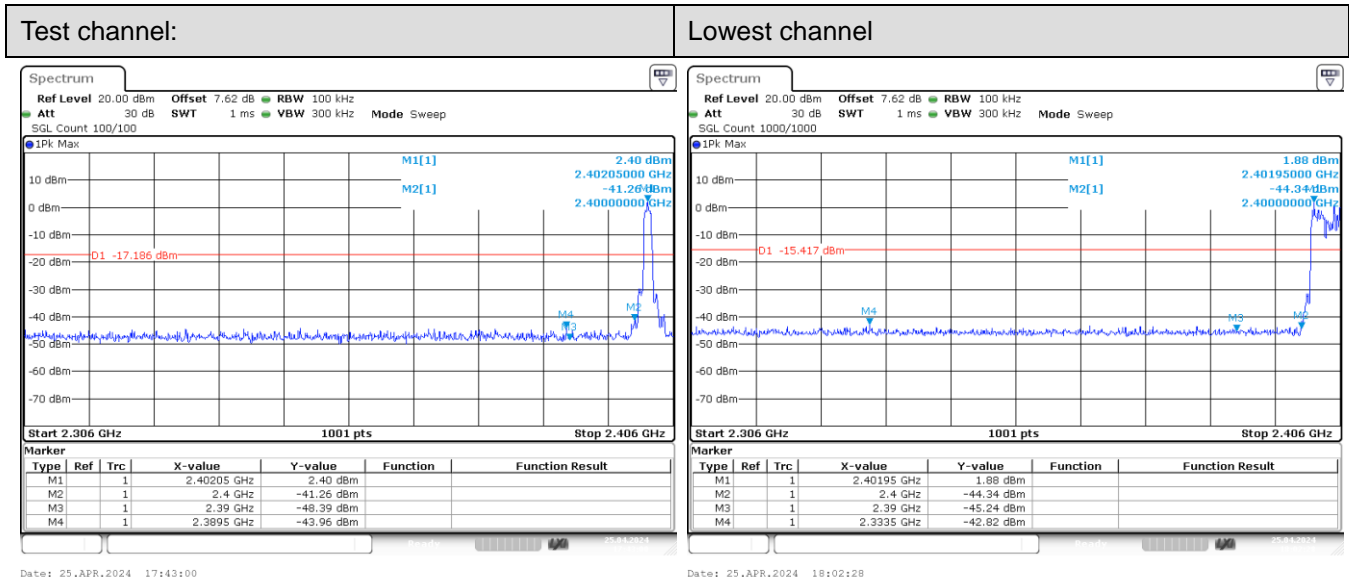 Test channel:
Lowest channel
Spectrum
Ref Level 20.00 dBm Offset 7.62 dB RBW 100 kHz
Att 30 dB SWT 1 ms VBW 300 kHz Mode Sweep
SGL Count 100/100
1Pk Max
M1[1] 2.40 dBm
2.40205000 GHz
M2[1] -41.26 dBm
2.40000000 GHz
10 dBm
0 dBm
-10 dBm
D1 -17.186 dBm
-20 dBm
-30 dBm
-40 dBm
M4
M3
M2
-50 dBm
-60 dBm
-70 dBm
Start 2.306 GHz 1001 pts Stop 2.406 GHz
Marker
Type Ref Trc X-value Y-value Function Function Result
M1 1 2.40205 GHz 2.40 dBm
M2 1 2.4 GHz -41.26 dBm
M3 1 2.39 GHz -48.39 dBm
M4 1 2.3895 GHz -43.96 dBm
25.04.2024
Date: 25.APR.2024 17:43:00
Spectrum
Ref Level 20.00 dBm Offset 7.62 dB RBW 100 kHz
Att 30 dB SWT 1 ms VBW 300 kHz Mode Sweep
SGL Count 1000/1000
1Pk Max
M1[1] 1.88 dBm
2.40195000 GHz
M2[1] -44.34 dBm
2.40000000 GHz
10 dBm
0 dBm
-10 dBm
D1 -15.417 dBm
-20 dBm
-30 dBm
-40 dBm
M4
M3
M2
-50 dBm
-60 dBm
-70 dBm
Start 2.306 GHz 1001 pts Stop 2.406 GHz
Marker
Type Ref Trc X-value Y-value Function Function Result
M1 1 2.40195 GHz 1.88 dBm
M2 1 2.4 GHz -44.34 dBm
M3 1 2.39 GHz -45.24 dBm
M4 1 2.3335 GHz -42.82 dBm
25.04.2024
Date: 25.APR.2024 18:02:28